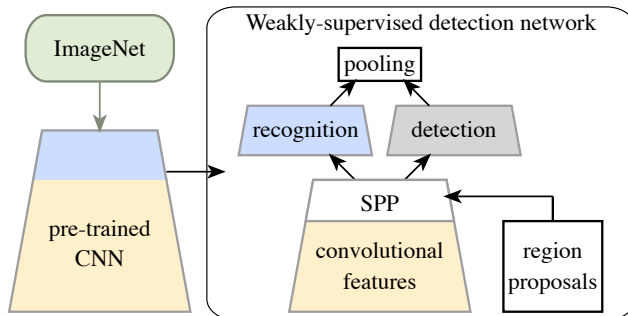 Weakly-supervised detection network
ImageNet
pooling
recognition
detection
SPP
pre-trained
CNN
convolutional
features
region
proposals